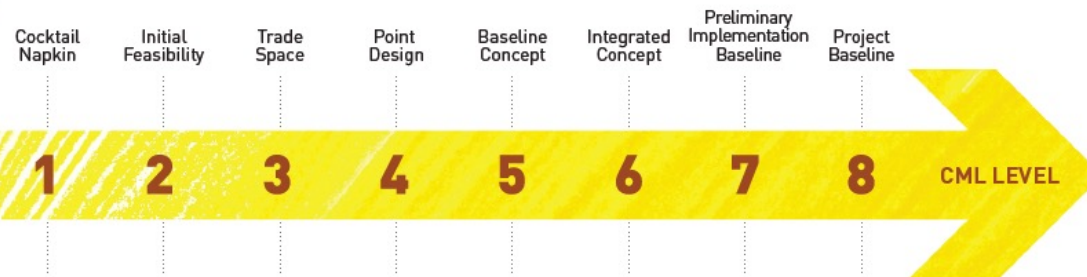 Cocktail
Napkin
Initial
Feasibility
Trade
Space
Point
Design
Baseline
Concept
Integrated
Concept
Preliminary
Implementation
Baseline
Project
Baseline
1 2 3 4 5 6 7 8 CML LEVEL